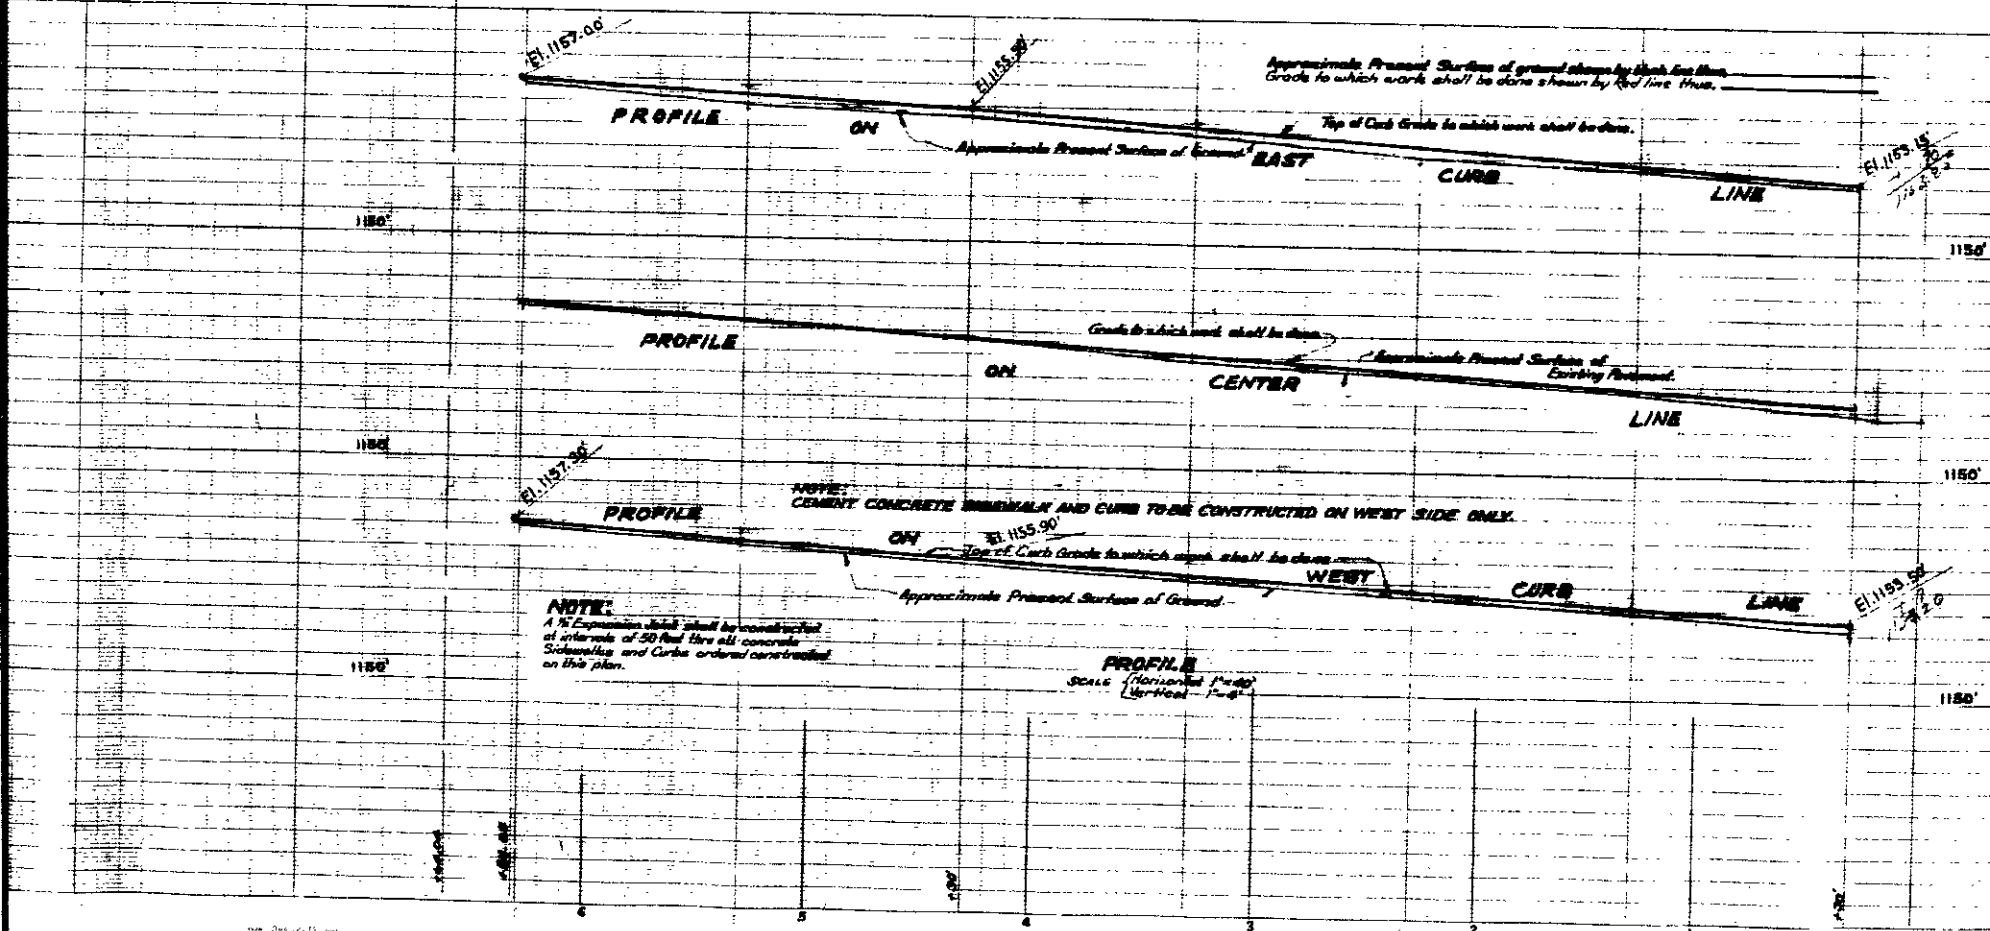 El. 1157.00'
El. 1155.50'
Approximate Present Surface of ground shown by black line thus.
Grade to which work shall be done shown by Red line thus.
PROFILE
ON
EAST
CURB
LINE
Top of Curb Grade to which work shall be done.
Approximate Present Surface of Ground.
El. 1153.15'
1150'
1150'
Grade to which work shall be done
Approximate Present Surface of
Existing Pavement.
PROFILE
ON
CENTER
LINE
1150'
1150'
El. 1157.30'
NOTE:
CEMENT CONCRETE SIDEWALK AND CURB TO BE CONSTRUCTED ON WEST SIDE ONLY.
PROFILE
ON
El. 1155.90'
Top of Curb Grade to which work shall be done
WEST
CURB
LINE
El. 1153.50'
Approximate Present Surface of Ground
NOTE:
Expansion Joint shall be constructed
at intervals of 50 feet thru all concrete
Sidewalks and Curbs ordered constructed
on this plan.
1150'
1150'
PROFILE
SCALE { Horizontal 1"=40'
Vertical 1"=4'
+30'
+30'
6
5
4
3
2